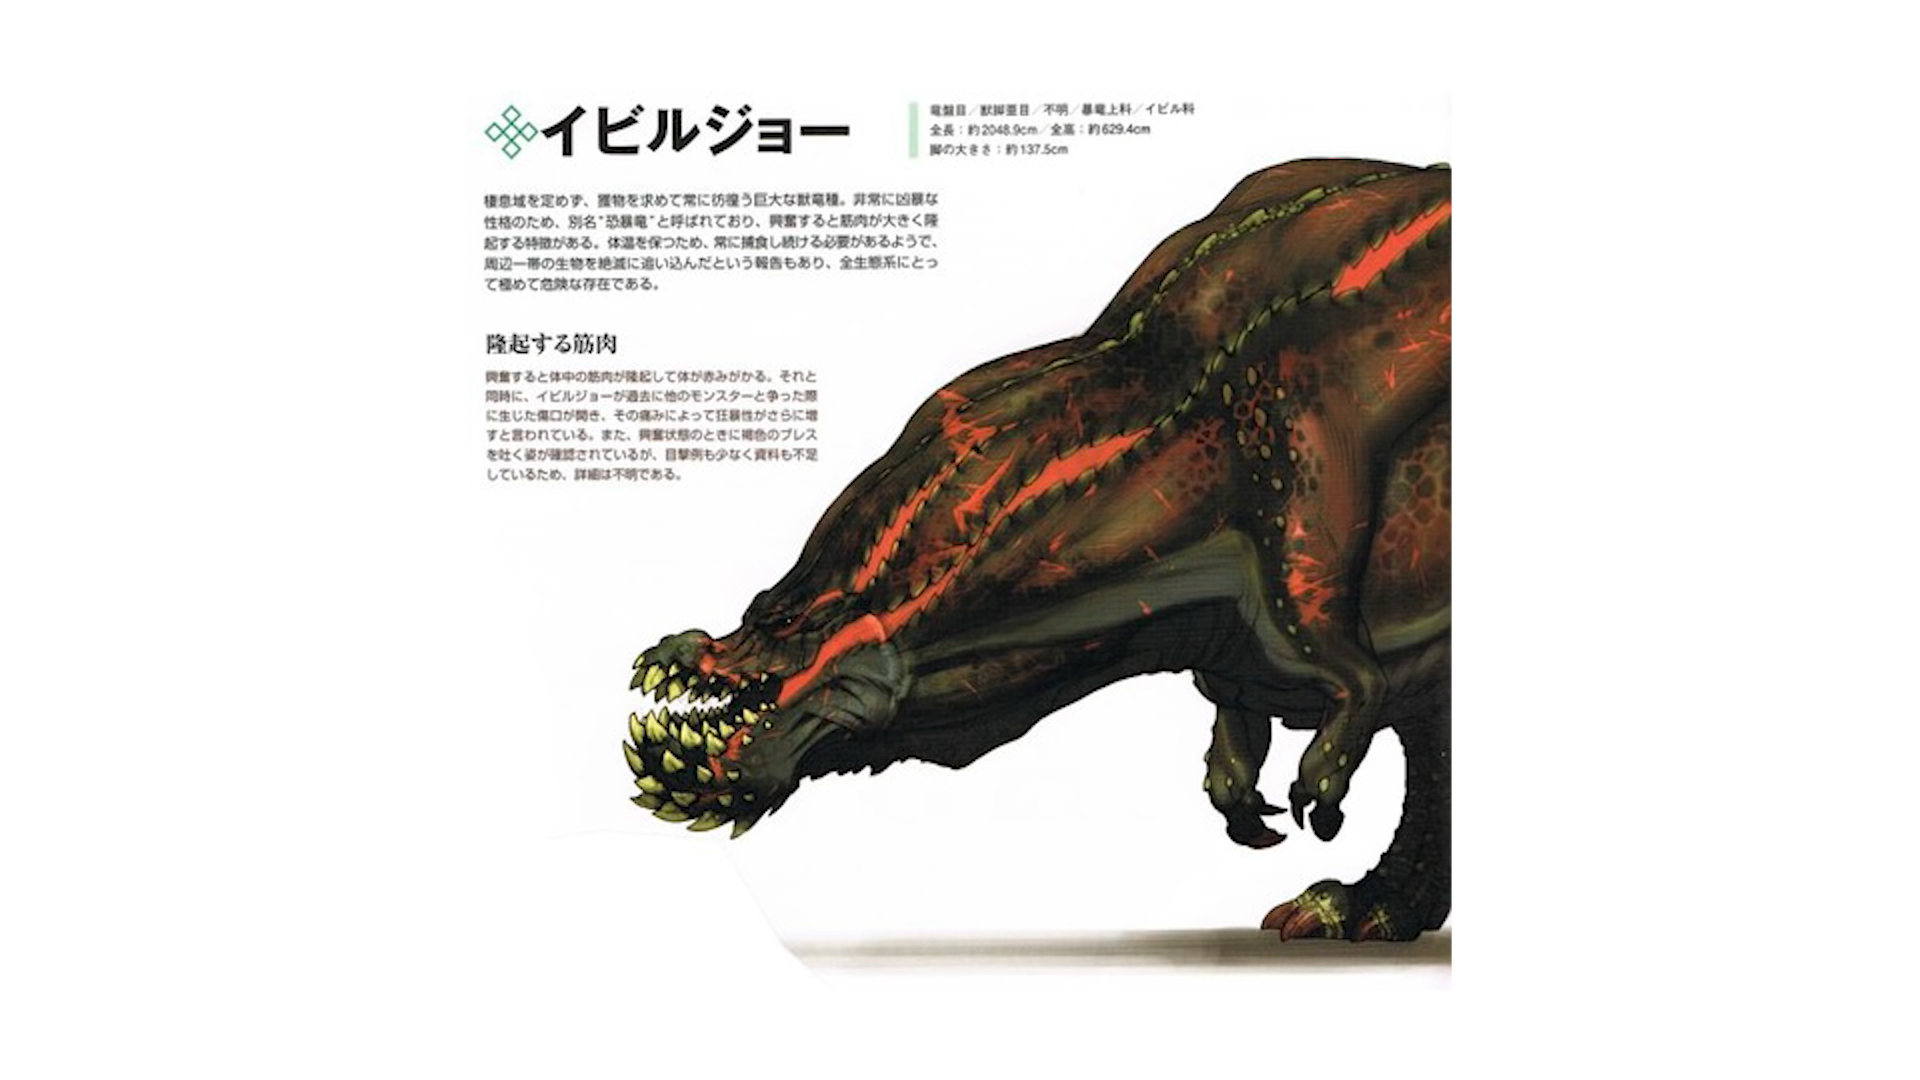 イビルジョー
竜盤目／獣脚亜目／不明／暴竜上科／イビル科
全長：約2048.9cm／全高：約629.4cm
脚の大きさ：約137.5cm
棲息域を定めず、獲物を求めて常に彷徨う巨大な獣竜種。非常に凶暴な
性格のため、別名“恐暴竜”と呼ばれており、興奮すると筋肉が大きく隆
起する特徴がある。体温を保つため、常に捕食し続ける必要があるようで、
周辺一帯の生物を絶滅に追い込んだという報告もあり、全生態系にとっ
て極めて危険な存在である。
隆起する筋肉
興奮すると体中の筋肉が隆起して体が赤みがかる。それと
同時に、イビルジョーが過去に他のモンスターと争った際
に生じた傷口が開き、その痛みによって狂暴性がさらに増
すと言われている。また、興奮状態のときに褐色のブレス
を吐く姿が確認されているが、目撃例も少なく資料も不足
しているため、詳細は不明である。